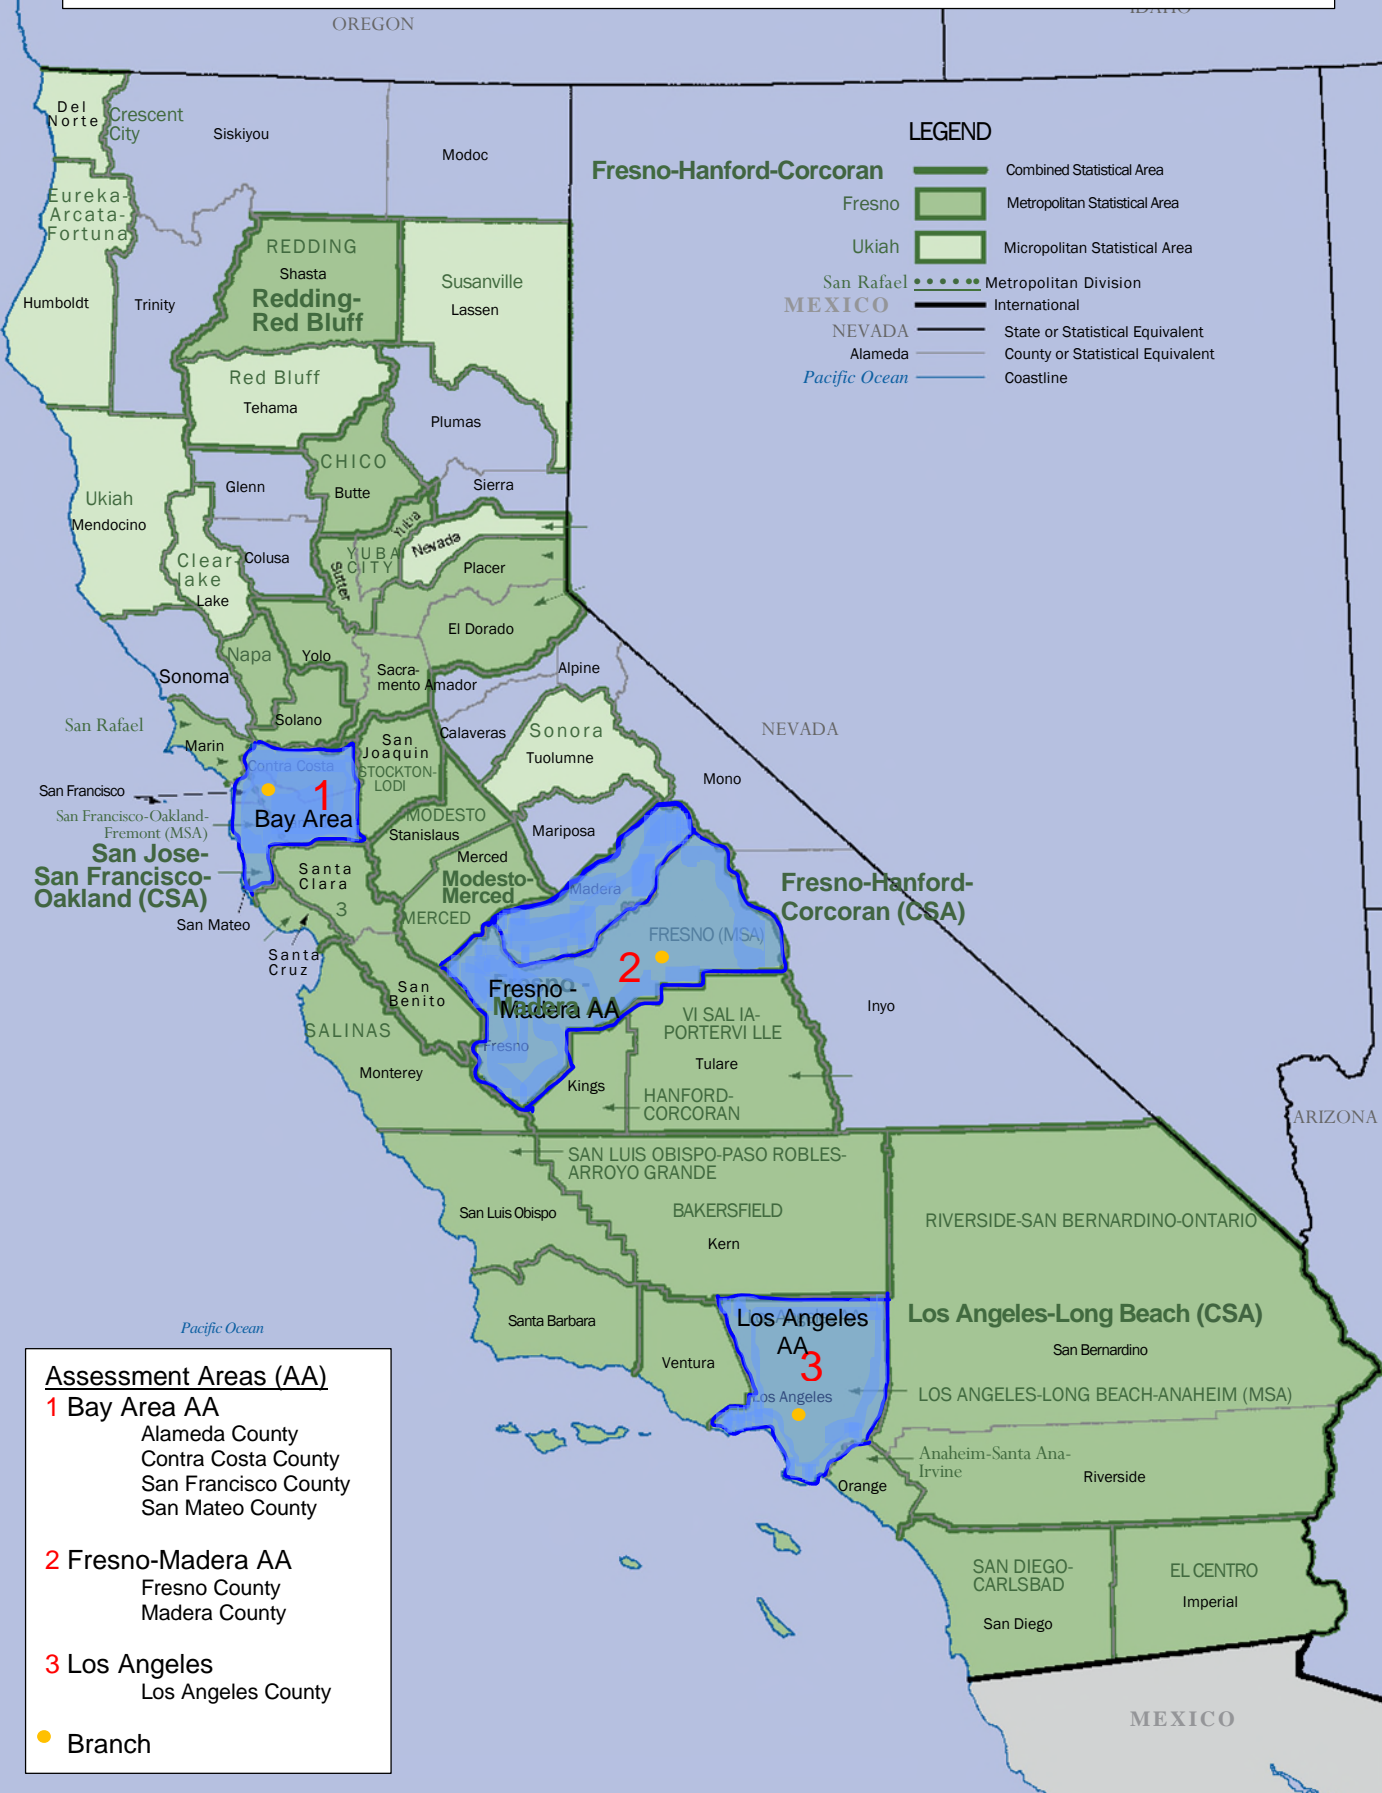 OREGON
IDAHO
Del
Norte
Crescent
City
Siskiyou
Modoc
LEGEND
Fresno-Hanford-Corcoran
Combined Statistical Area
Fresno
Metropolitan Statistical Area
Ukiah
Micropolitan Statistical Area
San Rafael
Metropolitan Division
MEXICO
International
NEVADA
State or Statistical Equivalent
Alameda
County or Statistical Equivalent
Pacific Ocean
Coastline
Eureka-
Arcata-
Fortuna
Humboldt
Trinity
REDDING
Shasta
Redding-
Red Bluff
Susanville
Lassen
Red Bluff
Tehama
Plumas
CHICO
Butte
Glenn
Sierra
Ukiah
Mendocino
Yuba
Nevada
Colusa
YUBA
CITY
Sutter
Placer
Clear-
lake
Lake
El Dorado
Napa
Yolo
Sonoma
Sacra-
mento
Amador
Alpine
Solano
San Rafael
Marin
Calaveras
Sonora
Tuolumne
NEVADA
San
Joaquin
STOCKTON-
LODI
Contra Costa
Mono
San Francisco
1
Bay Area
San Francisco-Oakland-
Fremont (MSA)
MODESTO
Stanislaus
Mariposa
San Jose-
San Francisco-
Oakland (CSA)
Santa
Clara
3
Merced
Modesto-
Merced
MERCED
Madera
Fresno-Hanford-
Corcoran (CSA)
San Mateo
Santa
Cruz
FRESNO (MSA)
2
San
Benito
Fresno -
Madera AA
Fresno -
Madera AA
Inyo
SALINAS
Monterey
Fresno
Kings
VI SAL IA-
PORTERVI LLE
Tulare
HANFORD-
CORCORAN
ARIZONA
SAN LUIS OBISPO-PASO ROBLES-
ARROYO GRANDE
San Luis Obispo
BAKERSFIELD
Kern
RIVERSIDE-SAN BERNARDINO-ONTARIO
Santa Barbara
Ventura
Los Angeles
AA
3
Los Angeles
Los Angeles-Long Beach (CSA)
San Bernardino
LOS ANGELES-LONG BEACH-ANAHEIM (MSA)
Anaheim-Santa Ana-
Irvine
Orange
Riverside
SAN DIEGO-
CARLSBAD
San Diego
EL CENTRO
Imperial
MEXICO
Pacific Ocean
Assessment Areas (AA)
1 Bay Area AA
Alameda County
Contra Costa County
San Francisco County
San Mateo County
2 Fresno-Madera AA
Fresno County
Madera County
3 Los Angeles
Los Angeles County
Branch